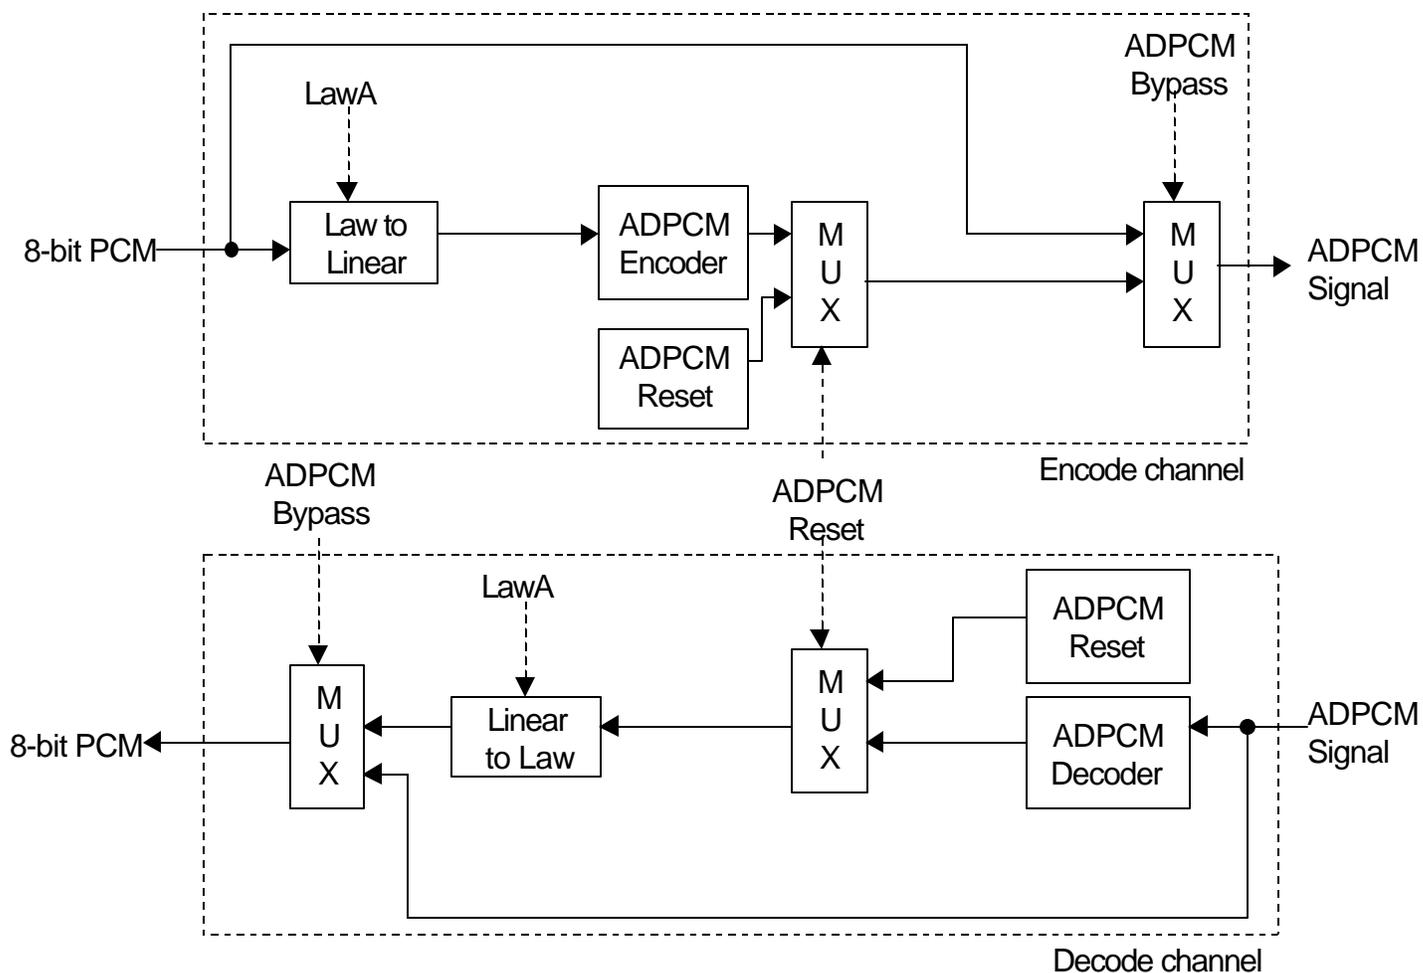 ADPCM
Bypass
LawA
8-bit PCM
Law to
Linear
ADPCM
Encoder
M
U
X
M
U
X
ADPCM
Signal
ADPCM
Reset
Encode channel
ADPCM
Bypass
ADPCM
Reset
LawA
ADPCM
Reset
8-bit PCM
M
U
X
Linear
to Law
M
U
X
ADPCM
Decoder
ADPCM
Signal
Decode channel